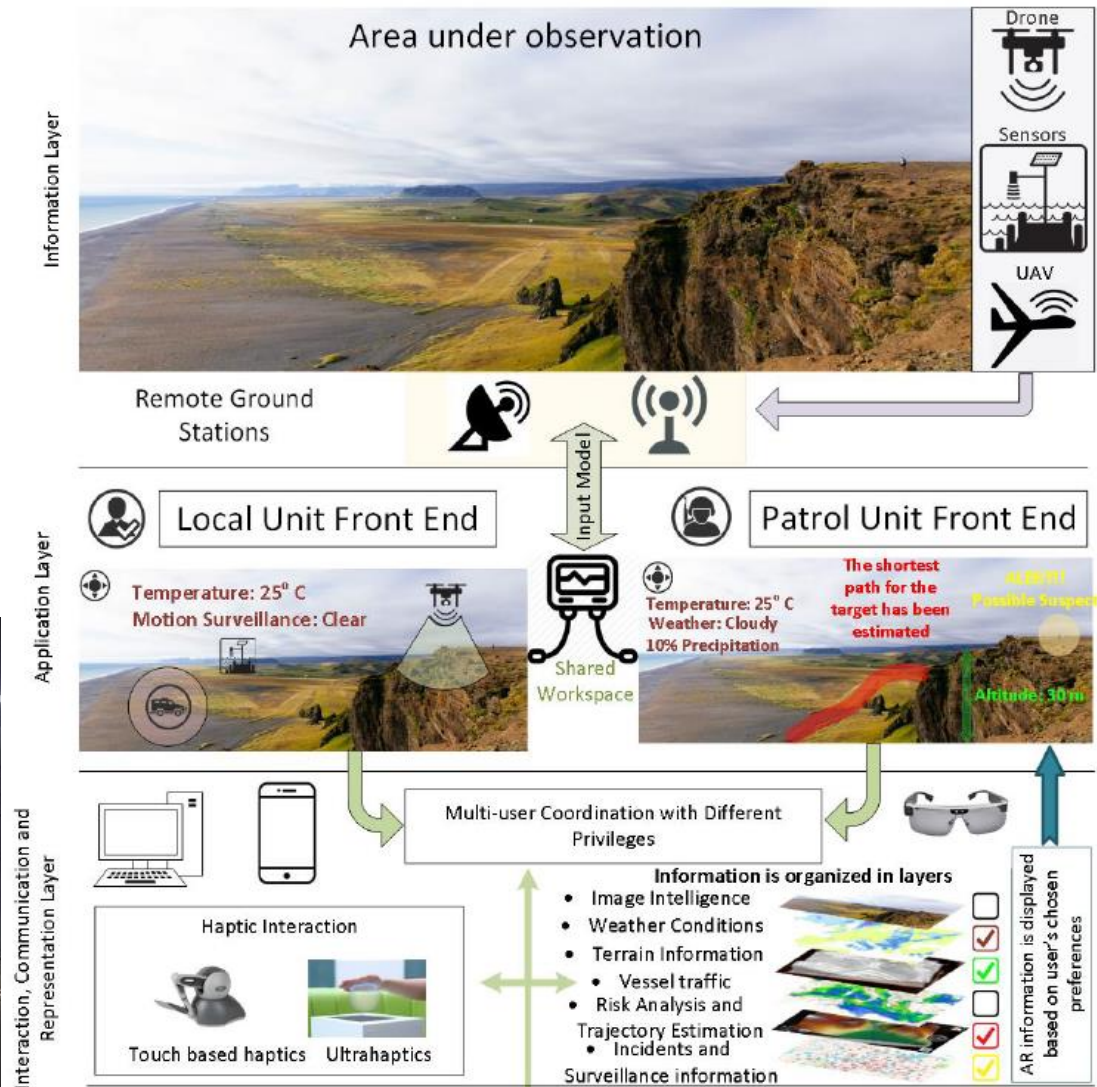 Area under observation
Drone
Sensors
UAV
Information Layer
Remote Ground
Stations
Input Model
Application Layer
Local Unit Front End
Patrol Unit Front End
Temperature: 25° C
Motion Surveillance: Clear
Shared
Workspace
Temperature: 25° C
Weather: Cloudy
10% Precipitation
The shortest
path for the
target has been
estimated
ALERT!!
Possible Suspect
Altitude: 30 m
Interaction, Communication and
Representation Layer
Multi-user Coordination with Different
Privileges
Haptic Interaction
Touch based haptics
Ultrahaptics
Information is organized in layers
• Image Intelligence
• Weather Conditions
• Terrain Information
• Vessel traffic
• Risk Analysis and
Trajectory Estimation
• Incidents and
Surveillance information
AR information is displayed
based on user's chosen
preferences